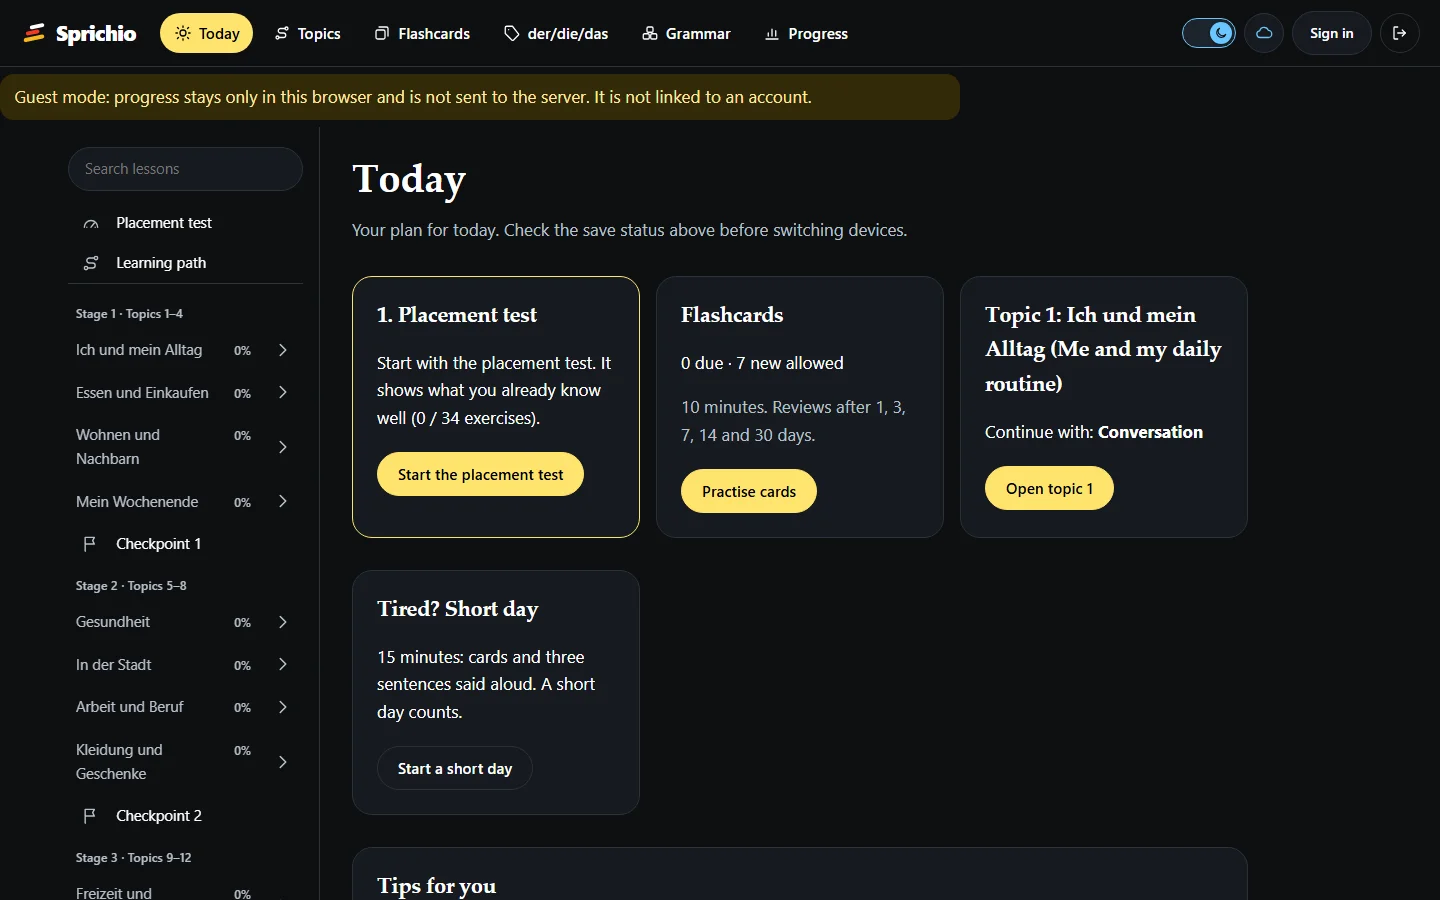 Sprichio
Today
Topics
Flashcards
der/die/das
Grammar
Progress
Sign in
Guest mode: progress stays only in this browser and is not sent to the server. It is not linked to an account.
Search lessons
Placement test
Learning path
Stage 1 · Topics 1–4
Ich und mein Alltag 0%
Essen und Einkaufen 0%
Wohnen und 0%
Nachbarn
Mein Wochenende 0%
Checkpoint 1
Stage 2 · Topics 5–8
Gesundheit 0%
In der Stadt 0%
Arbeit und Beruf 0%
Kleidung und 0%
Geschenke
Checkpoint 2
Stage 3 · Topics 9–12
Freizeit und 0%
Today
Your plan for today. Check the save status above before switching devices.
1. Placement test
Start with the placement test. It
shows what you already know
well (0 / 34 exercises).
Start the placement test
Flashcards
0 due · 7 new allowed
10 minutes. Reviews after 1, 3,
7, 14 and 30 days.
Practise cards
Topic 1: Ich und mein
Alltag (Me and my daily
routine)
Continue with: Conversation
Open topic 1
Tired? Short day
15 minutes: cards and three
sentences said aloud. A short
day counts.
Start a short day
Tips for you